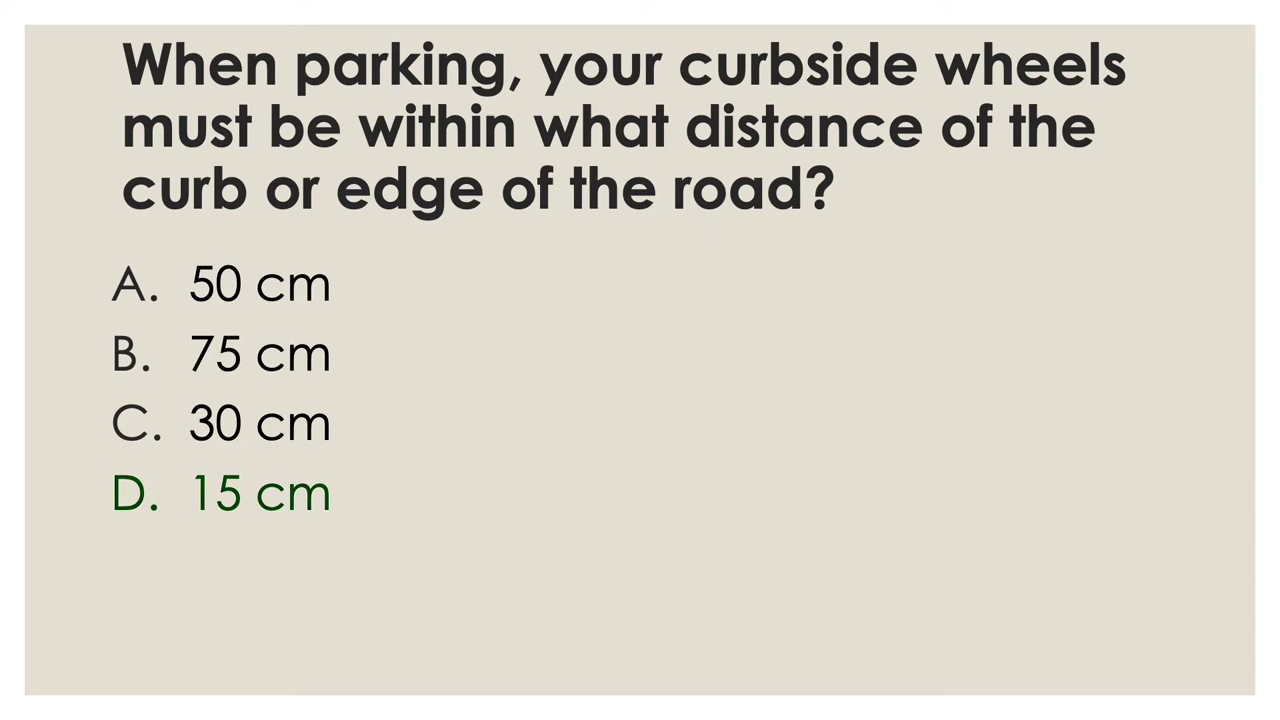 When parking, your curbside wheels
must be within what distance of the
curb or edge of the road?
A. 50 cm
B. 75 cm
C. 30 cm
D. 15 cm